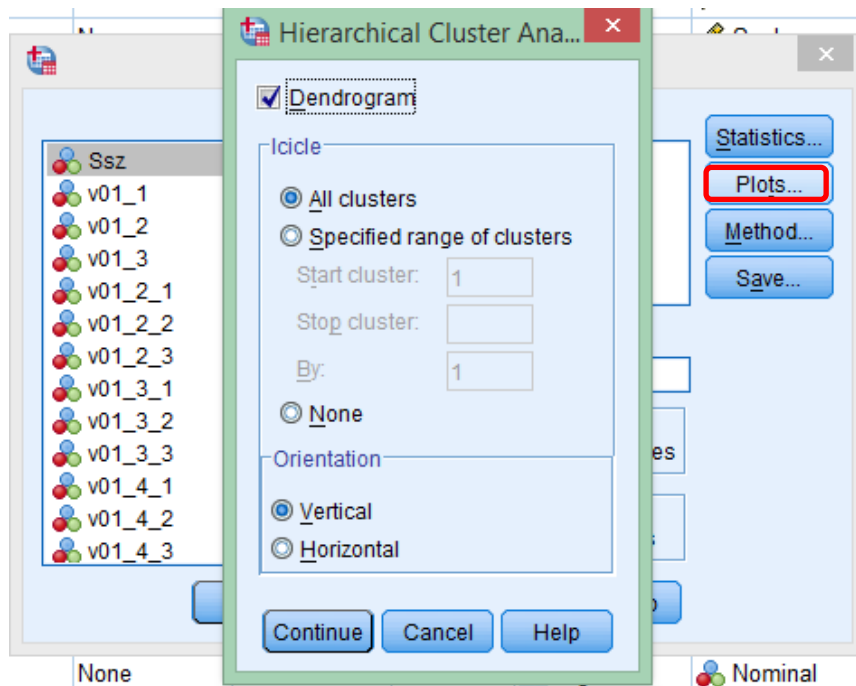 Hierarchical Cluster Ana...
Dendrogram
Icicle
All clusters
Specified range of clusters
Start cluster: 1
Stop cluster:
By: 1
None
Orientation
Vertical
Horizontal
Continue Cancel Help
Ssz
v01_1
v01_2
v01_3
v01_2_1
v01_2_2
v01_2_3
v01_3_1
v01_3_2
v01_3_3
v01_4_1
v01_4_2
v01_4_3
Statistics...
Plots...
Method...
Save...
es
None
Nominal